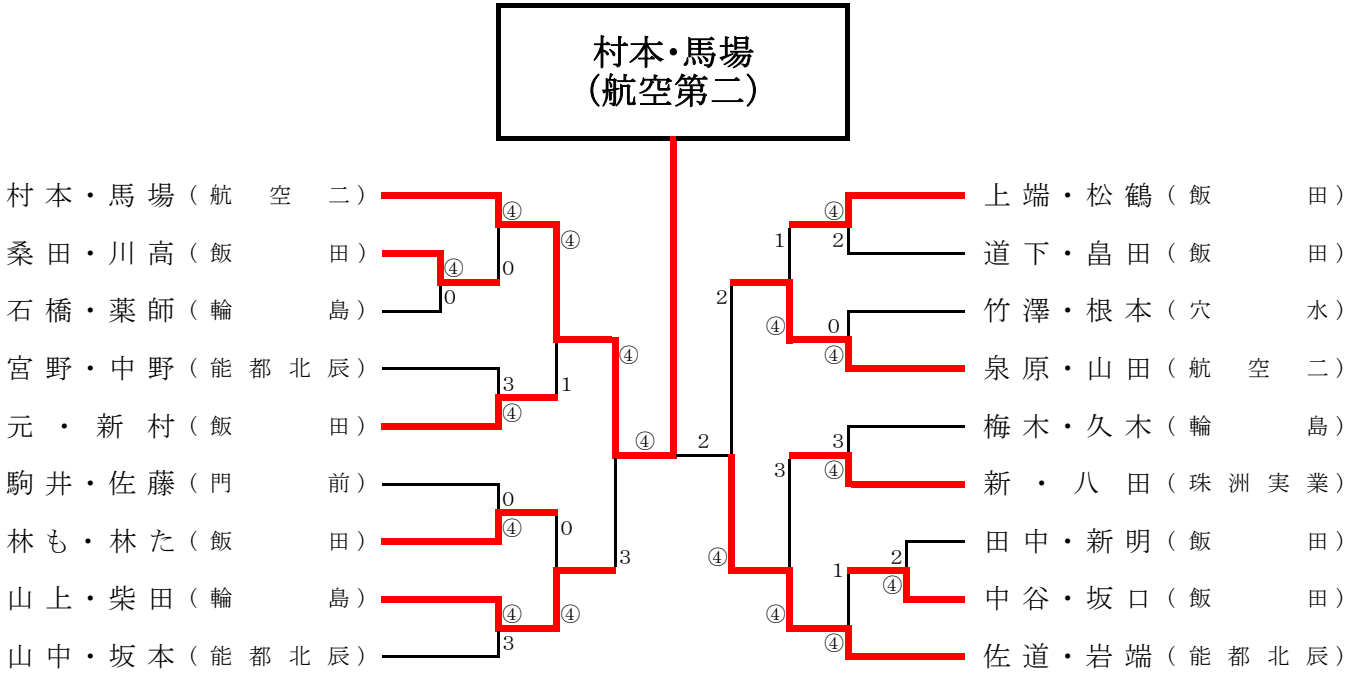 村本・馬場
(航空第二)
村本・馬場(航空二)
桑田・川高(飯田)
石橋・薬師(輪島)
宮野・中野(能都北辰)
元・新村(飯田)
駒井・佐藤(門前)
林も・林た(飯田)
山上・柴田(輪島)
山中・坂本(能都北辰)
④
0
④
0
④
3
④
1
④
0
④
0
④
3
④
3
④
2
④
2
1
④
0
④
2
④
3
④
3
④
2
④
1
④
上端・松鶴(飯田)
道下・畠田(飯田)
竹澤・根本(穴水)
泉原・山田(航空二)
梅木・久木(輪島)
新・八田(珠洲実業)
田中・新明(飯田)
中谷・坂口(飯田)
佐道・岩端(能都北辰)